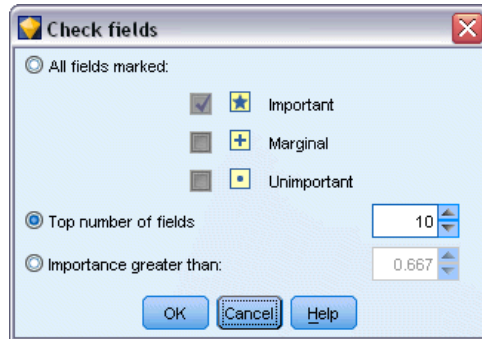 Check fields
All fields marked:
Important
Marginal
Unimportant
Top number of fields 10
Importance greater than: 0.667
OK Cancel Help